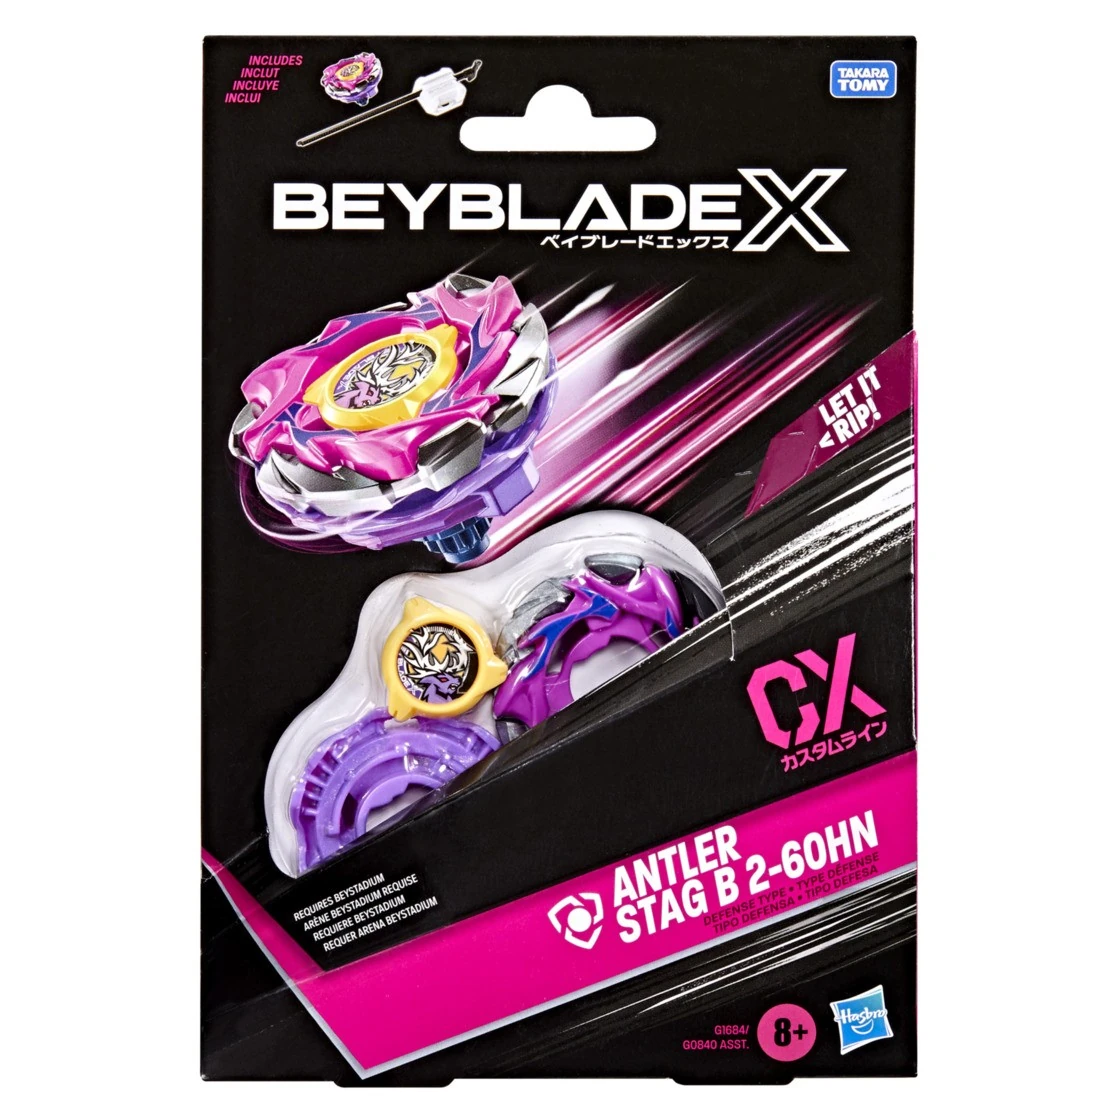 INCLUDES
INCLUT
INCLUYE
INCLUI
TAKARA
TOMY
BEYBLADE X
ベイブレードエックス
LET IT
RIP!
CX
カスタムライン
ANTLER
STAG B 2-60HN
DEFENSE TYPE • TYPE DÉFENSE
TIPO DEFENSA • TIPO DEFESA
REQUIRES BEYSTADIUM
ARÈNE BEYSTADIUM REQUISE
REQUIERE BEYSTADIUM
REQUER ARENA BEYSTADIUM
G1684/
G0840 ASST.
8+
Hasbro